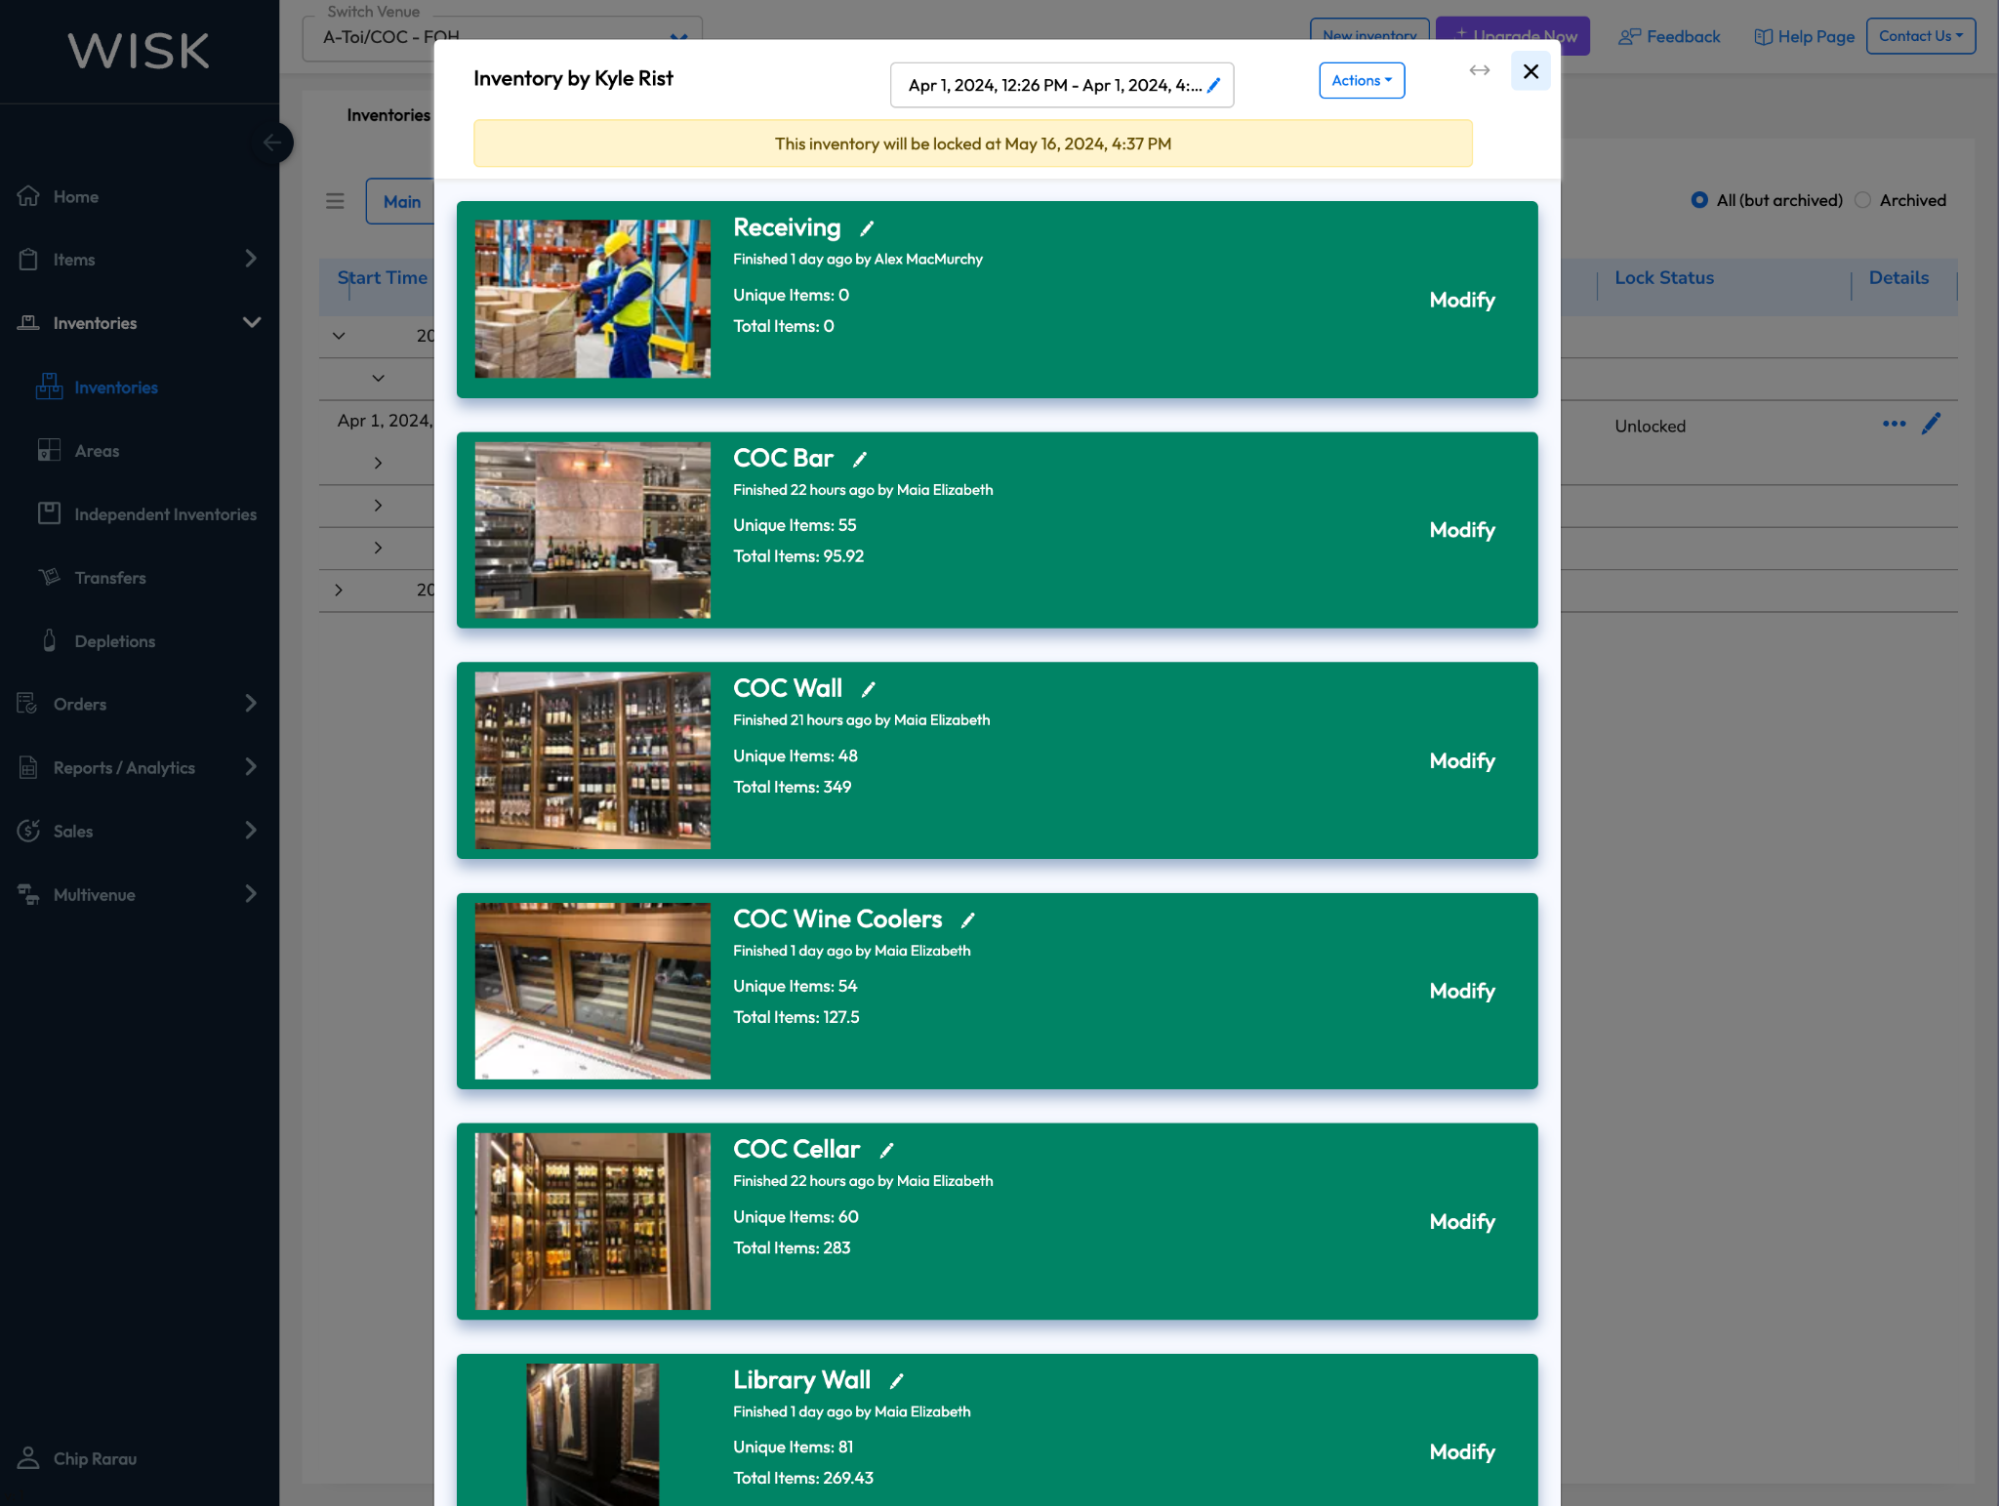 WISK
Switch Venue
A-Toi/COC - FOH
New inventory
Upgrade Now
Feedback
Help Page
Contact Us
Inventories
Main
All (but archived)
Archived
Start Time
Lock Status
Details
20
Apr 1, 2024,
Unlocked
20
Home
Items
Inventories
Inventories
Areas
Independent Inventories
Transfers
Depletions
Orders
Reports / Analytics
Sales
Multivenue
Chip Rarau
Inventory by Kyle Rist
Apr 1, 2024, 12:26 PM - Apr 1, 2024, 4:...
Actions
This inventory will be locked at May 16, 2024, 4:37 PM
Receiving
Finished 1 day ago by Alex MacMurchy
Unique Items: 0
Total Items: 0
Modify
COC Bar
Finished 22 hours ago by Maia Elizabeth
Unique Items: 55
Total Items: 95.92
Modify
COC Wall
Finished 21 hours ago by Maia Elizabeth
Unique Items: 48
Total Items: 349
Modify
COC Wine Coolers
Finished 1 day ago by Maia Elizabeth
Unique Items: 54
Total Items: 127.5
Modify
COC Cellar
Finished 22 hours ago by Maia Elizabeth
Unique Items: 60
Total Items: 283
Modify
Library Wall
Finished 1 day ago by Maia Elizabeth
Unique Items: 81
Total Items: 269.43
Modify